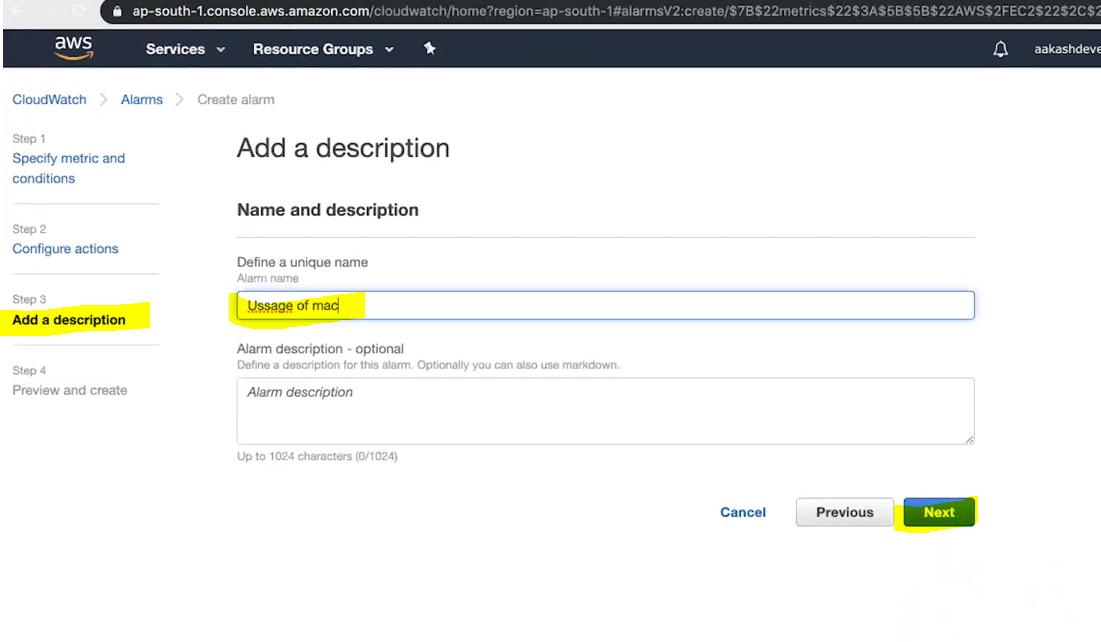 ap-south-1.console.aws.amazon.com/cloudwatch/home?region=ap-south-1#alarmsV2:create/$7B$22metrics$22$3A$5B$5B$22AWS$2FEC2$22$2C$2
aws Services Resource Groups aakashdeve
CloudWatch Alarms Create alarm
Step 1
Specify metric and
conditions
Step 2
Configure actions
Step 3
Add a description
Step 4
Preview and create
Add a description
Name and description
Define a unique name
Alarm name
Ussage of mac
Alarm description - optional
Define a description for this alarm. Optionally you can also use markdown.
Alarm description
Up to 1024 characters (0/1024)
Cancel Previous Next